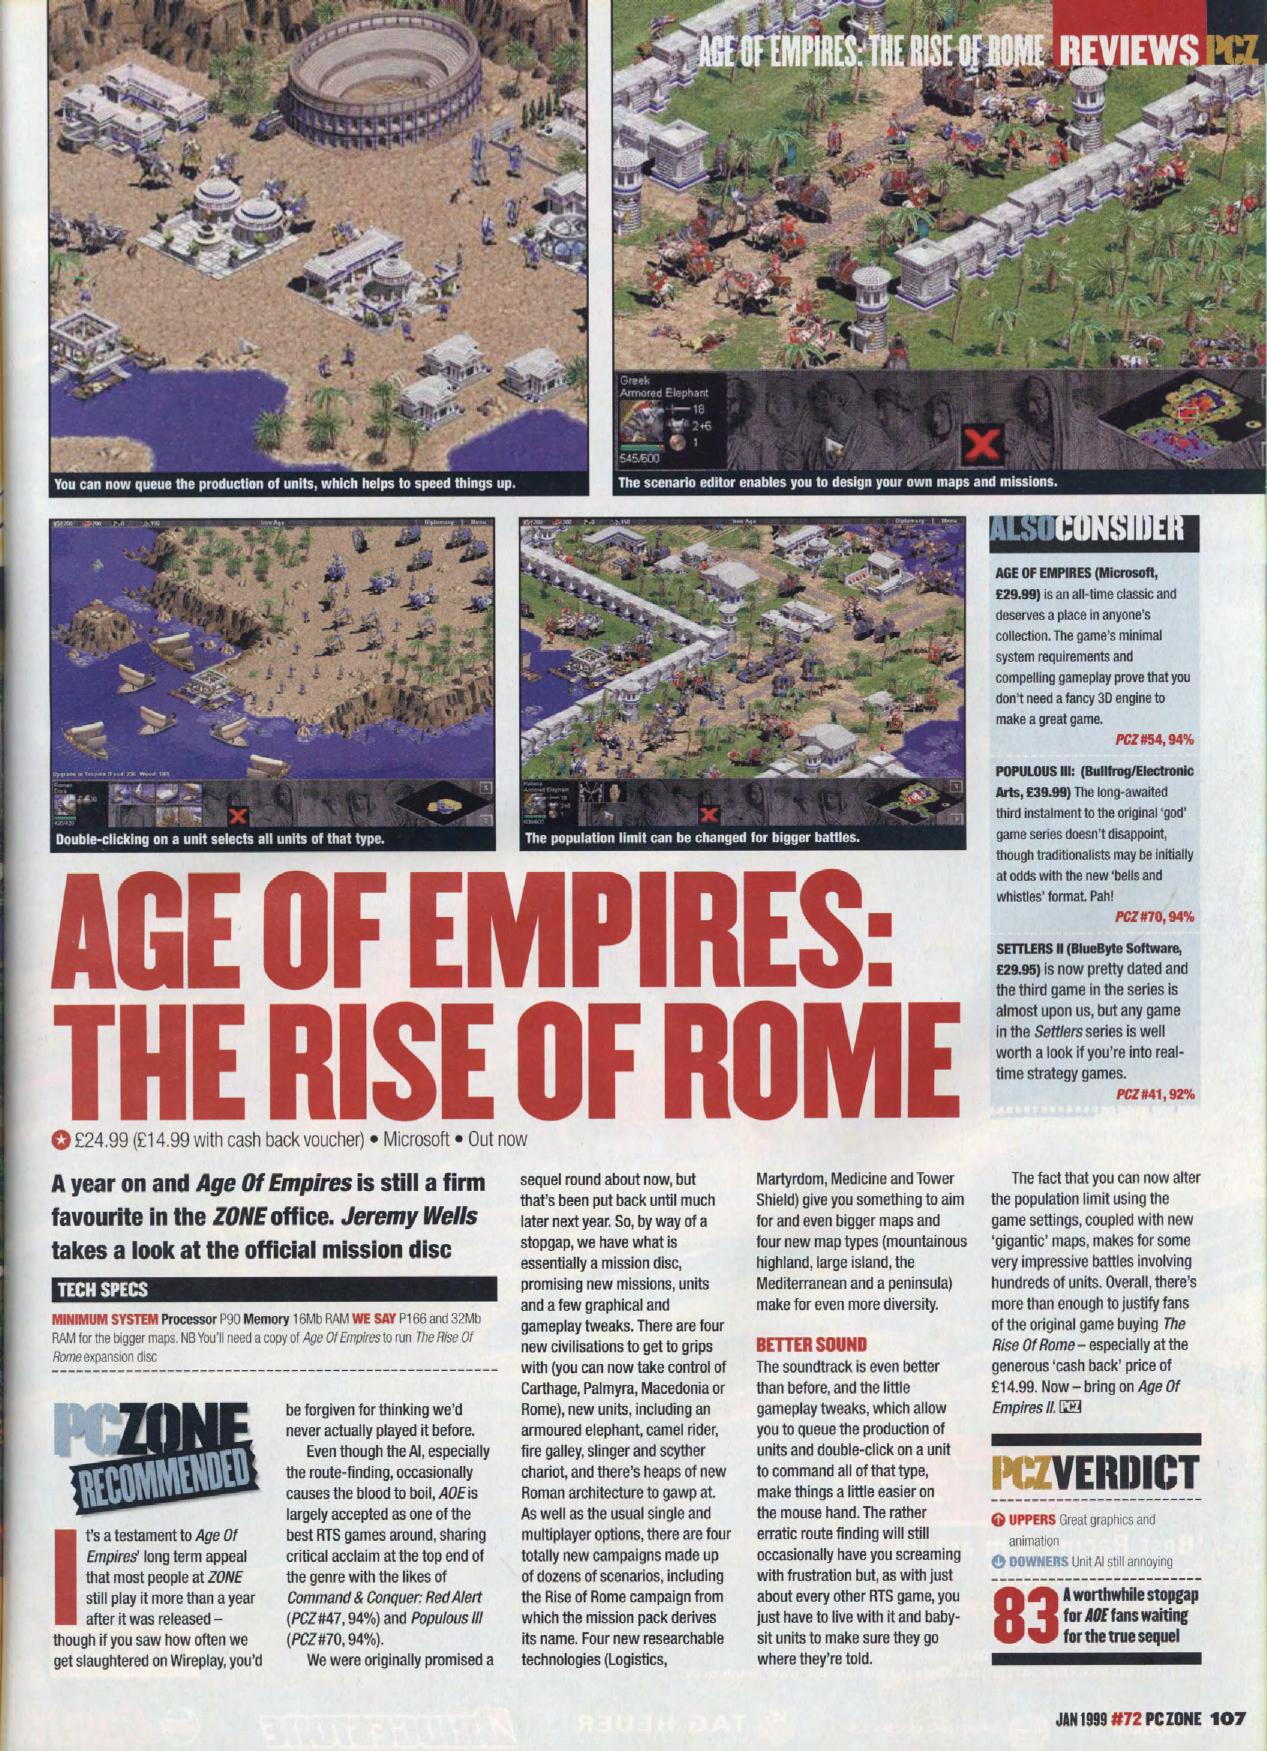 AGE OF EMPIRES: THE RISE OF ROME REVIEWS PCZ
Greek
Armored Elephant
18
2+6
1
545/600
You can now queue the production of units, which helps to speed things up.
The scenario editor enables you to design your own maps and missions.
Iron Age
Diplomacy Menu
Iron Age
Diplomacy Menu
Double-clicking on a unit selects all units of that type.
The population limit can be changed for bigger battles.
ALSOCONSIDER
AGE OF EMPIRES (Microsoft,
£29.99) is an all-time classic and
deserves a place in anyone's
collection. The game's minimal
system requirements and
compelling gameplay prove that you
don't need a fancy 3D engine to
make a great game.
PCZ #54, 94%
POPULOUS III: (Bullfrog/Electronic
Arts, £39.99) The long-awaited
third instalment to the original 'god'
game series doesn't disappoint,
though traditionalists may be initially
at odds with the new 'bells and
whistles' format. Pah!
PCZ #70, 94%
SETTLERS II (BlueByte Software,
£29.95) is now pretty dated and
the third game in the series is
almost upon us, but any game
in the Settlers series is well
worth a look if you're into real-
time strategy games.
PCZ #41, 92%
AGE OF EMPIRES:
THE RISE OF ROME
£24.99 (£14.99 with cash back voucher) • Microsoft • Out now
A year on and Age Of Empires is still a firm
favourite in the ZONE office. Jeremy Wells
takes a look at the official mission disc
TECH SPECS
MINIMUM SYSTEM Processor P90 Memory 16Mb RAM WE SAY P166 and 32Mb
RAM for the bigger maps. NB You'll need a copy of Age Of Empires to run The Rise Of
Rome expansion disc
PCZONE
RECOMMENDED
It's a testament to Age Of
Empires' long term appeal
that most people at ZONE
still play it more than a year
after it was released –
though if you saw how often we
get slaughtered on Wireplay, you'd
be forgiven for thinking we'd
never actually played it before.
Even though the AI, especially
the route-finding, occasionally
causes the blood to boil, AOE is
largely accepted as one of the
best RTS games around, sharing
critical acclaim at the top end of
the genre with the likes of
Command & Conquer: Red Alert
(PCZ #47, 94%) and Populous III
(PCZ #70, 94%).
We were originally promised a
sequel round about now, but
that's been put back until much
later next year. So, by way of a
stopgap, we have what is
essentially a mission disc,
promising new missions, units
and a few graphical and
gameplay tweaks. There are four
new civilisations to get to grips
with (you can now take control of
Carthage, Palmyra, Macedonia or
Rome), new units, including an
armoured elephant, camel rider,
fire galley, slinger and scyther
chariot, and there's heaps of new
Roman architecture to gawp at.
As well as the usual single and
multiplayer options, there are four
totally new campaigns made up
of dozens of scenarios, including
the Rise of Rome campaign from
which the mission pack derives
its name. Four new researchable
technologies (Logistics,
Martyrdom, Medicine and Tower
Shield) give you something to aim
for and even bigger maps and
four new map types (mountainous
highland, large island, the
Mediterranean and a peninsula)
make for even more diversity.
BETTER SOUND
The soundtrack is even better
than before, and the little
gameplay tweaks, which allow
you to queue the production of
units and double-click on a unit
to command all of that type,
make things a little easier on
the mouse hand. The rather
erratic route finding will still
occasionally have you screaming
with frustration but, as with just
about every other RTS game, you
just have to live with it and baby-
sit units to make sure they go
where they're told.
The fact that you can now alter
the population limit using the
game settings, coupled with new
'gigantic' maps, makes for some
very impressive battles involving
hundreds of units. Overall, there's
more than enough to justify fans
of the original game buying The
Rise Of Rome – especially at the
generous 'cash back' price of
£14.99. Now – bring on Age Of
Empires II. PCZ
PCZVERDICT
UPPERS Great graphics and
animation
DOWNERS Unit AI still annoying
83 A worthwhile stopgap
for AOE fans waiting
for the true sequel
JAN 1999 #72 PC ZONE 107